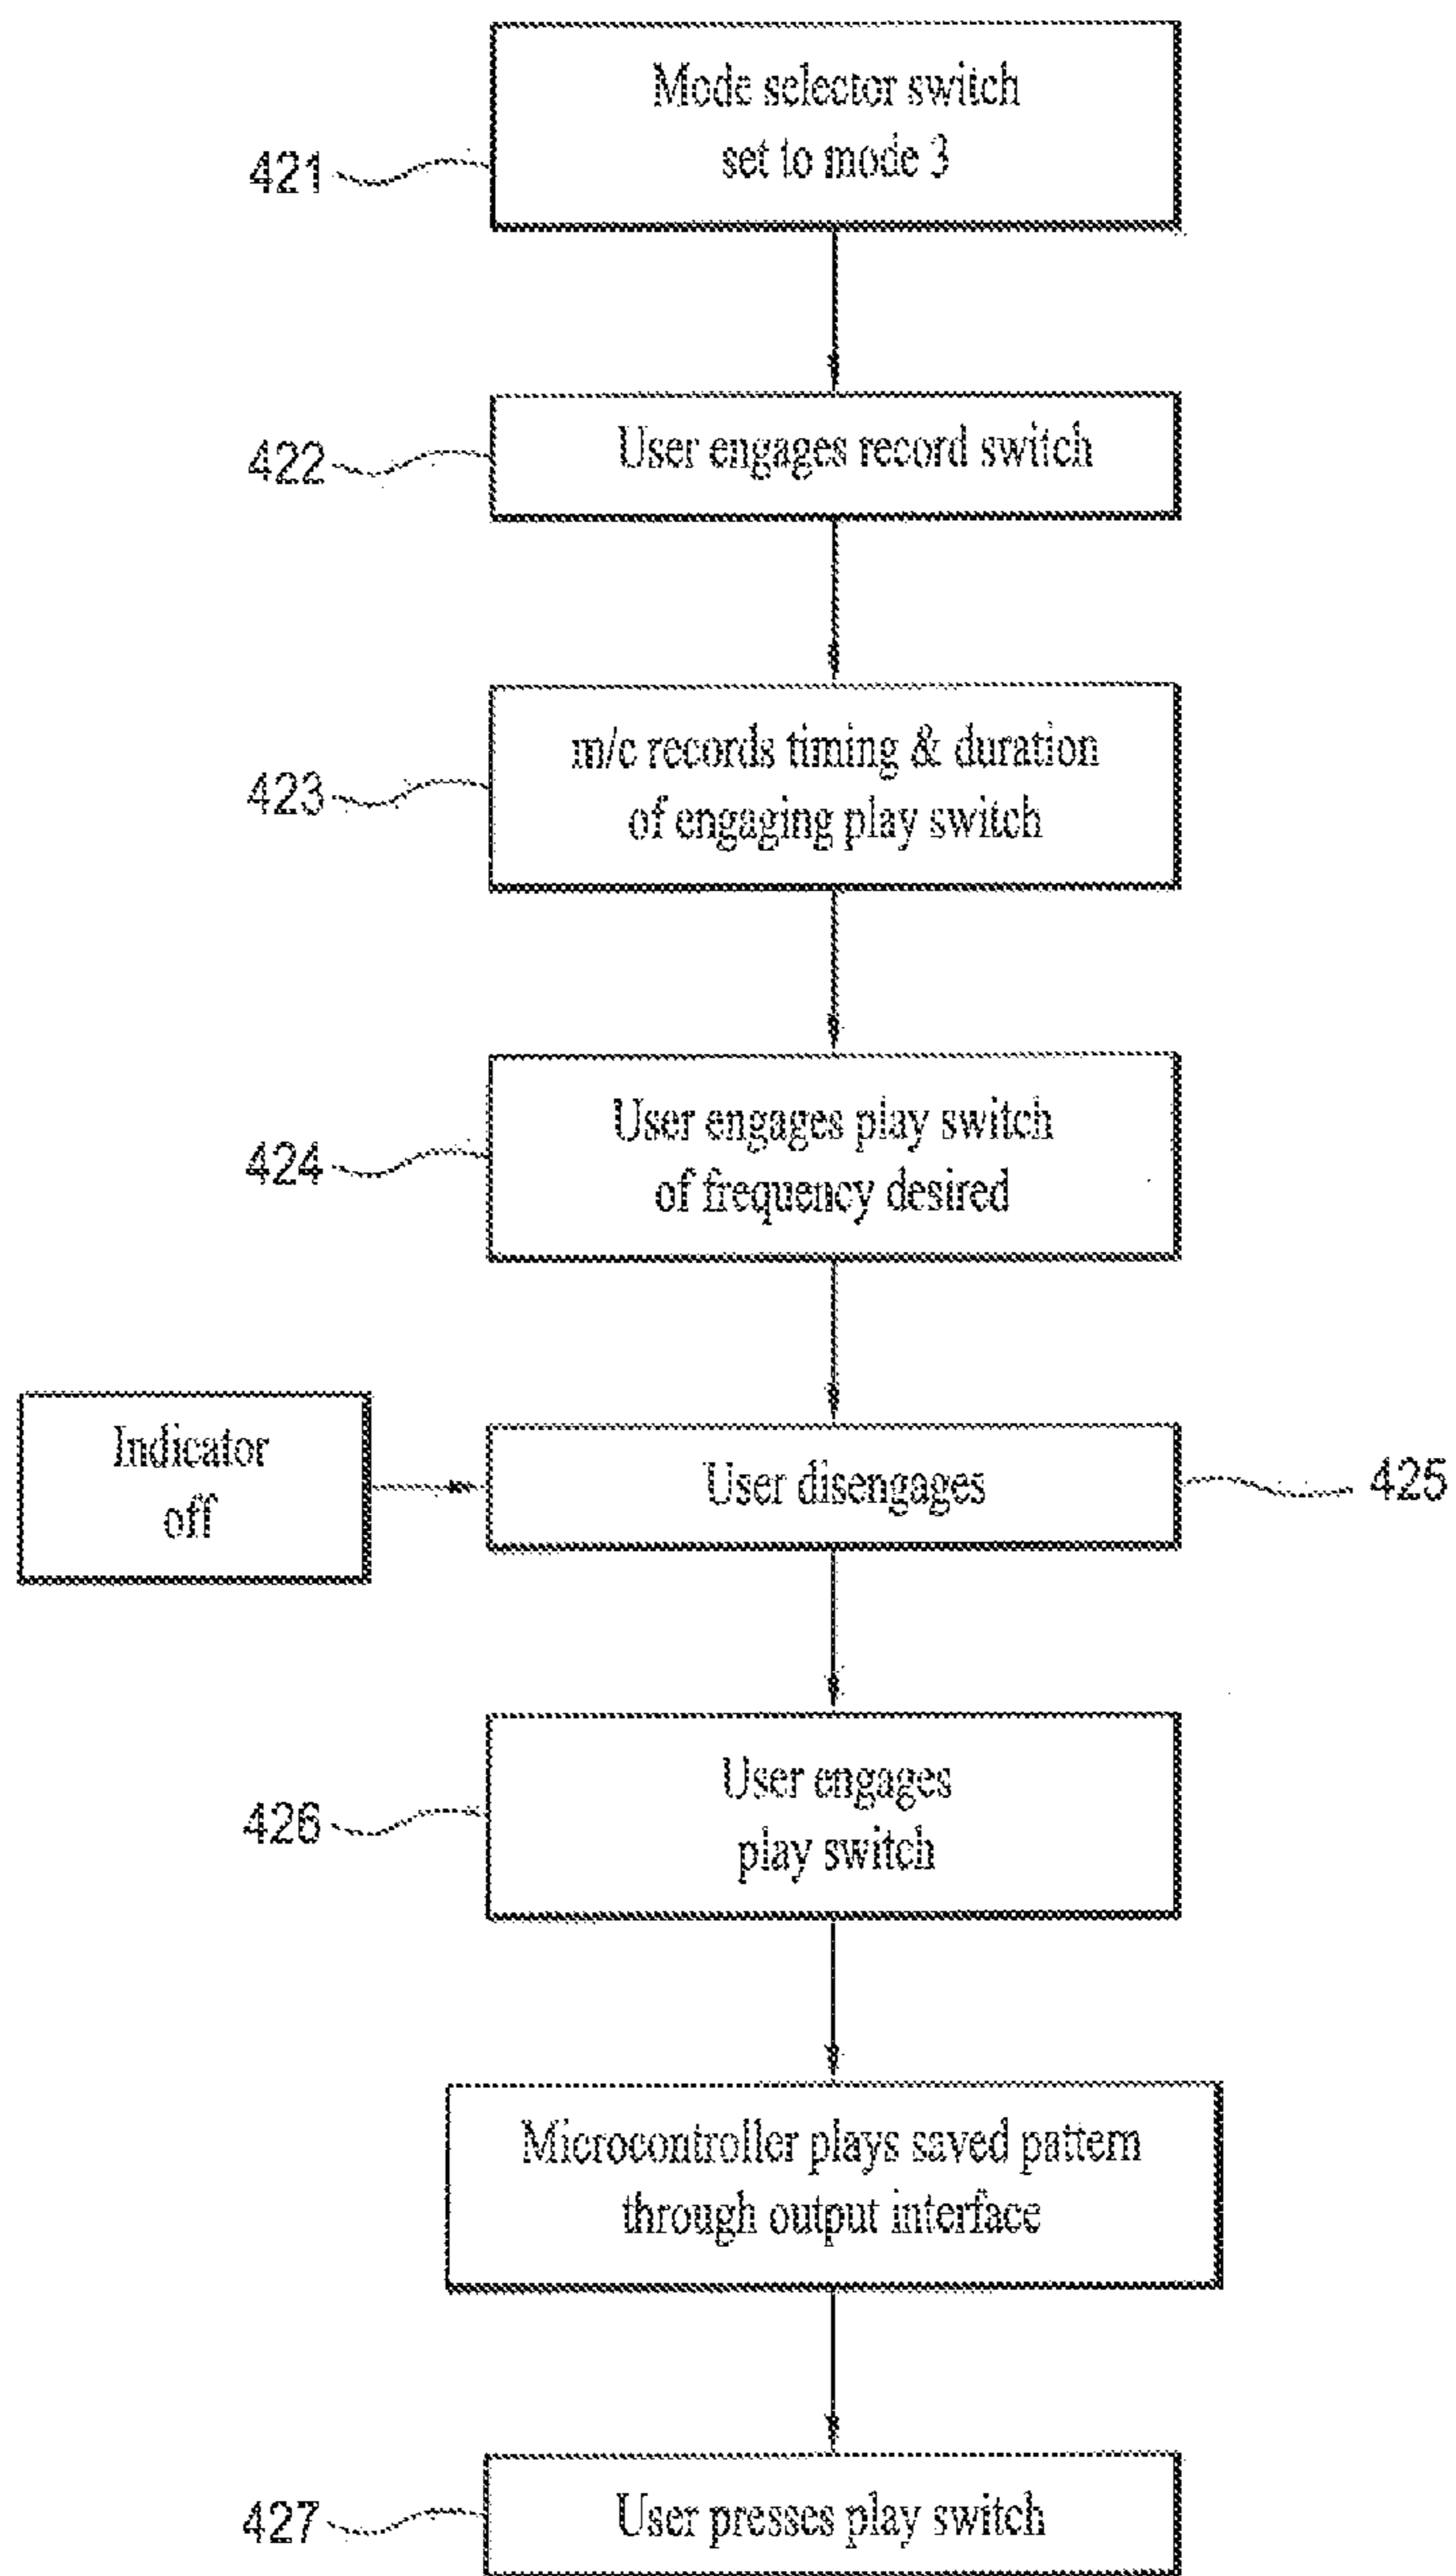 Mode selector switch
set to mode 3
421
User engages record switch
422
m/c records timing & duration
of engaging play switch
423
User engages play switch
of frequency desired
424
Indicator
off
User disengages
425
User engages
play switch
426
Microcontroller plays saved pattern
through output interface
User presses play switch
427